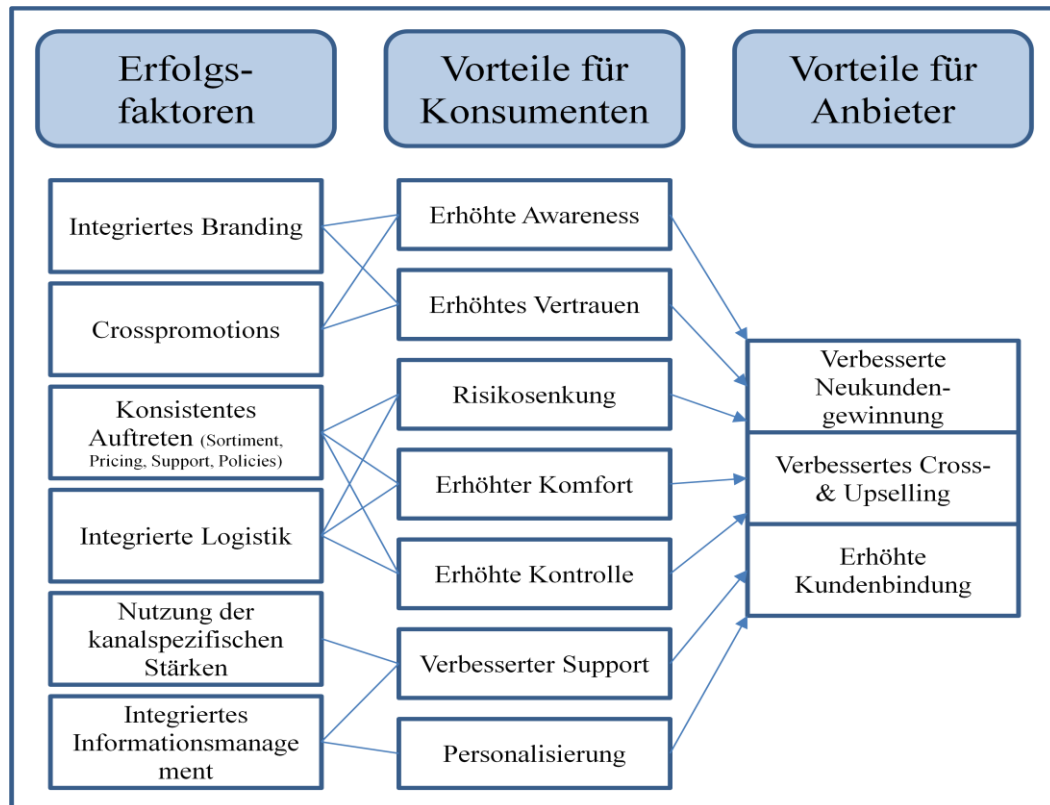 Erfolgs-
faktoren
Vorteile für
Konsumenten
Vorteile für
Anbieter
Integriertes Branding
Crosspromotions
Konsistentes
Auftreten (Sortiment,
Pricing, Support, Policies)
Integrierte Logistik
Nutzung der
kanalspezifischen
Stärken
Integriertes
Informationsmanage
ment
Erhöhte Awareness
Erhöhtes Vertrauen
Risikosenkung
Erhöhter Komfort
Erhöhte Kontrolle
Verbesserter Support
Personalisierung
Verbesserte
Neukunden-
gewinnung
Verbessertes Cross-
& Upselling
Erhöhte
Kundenbindung